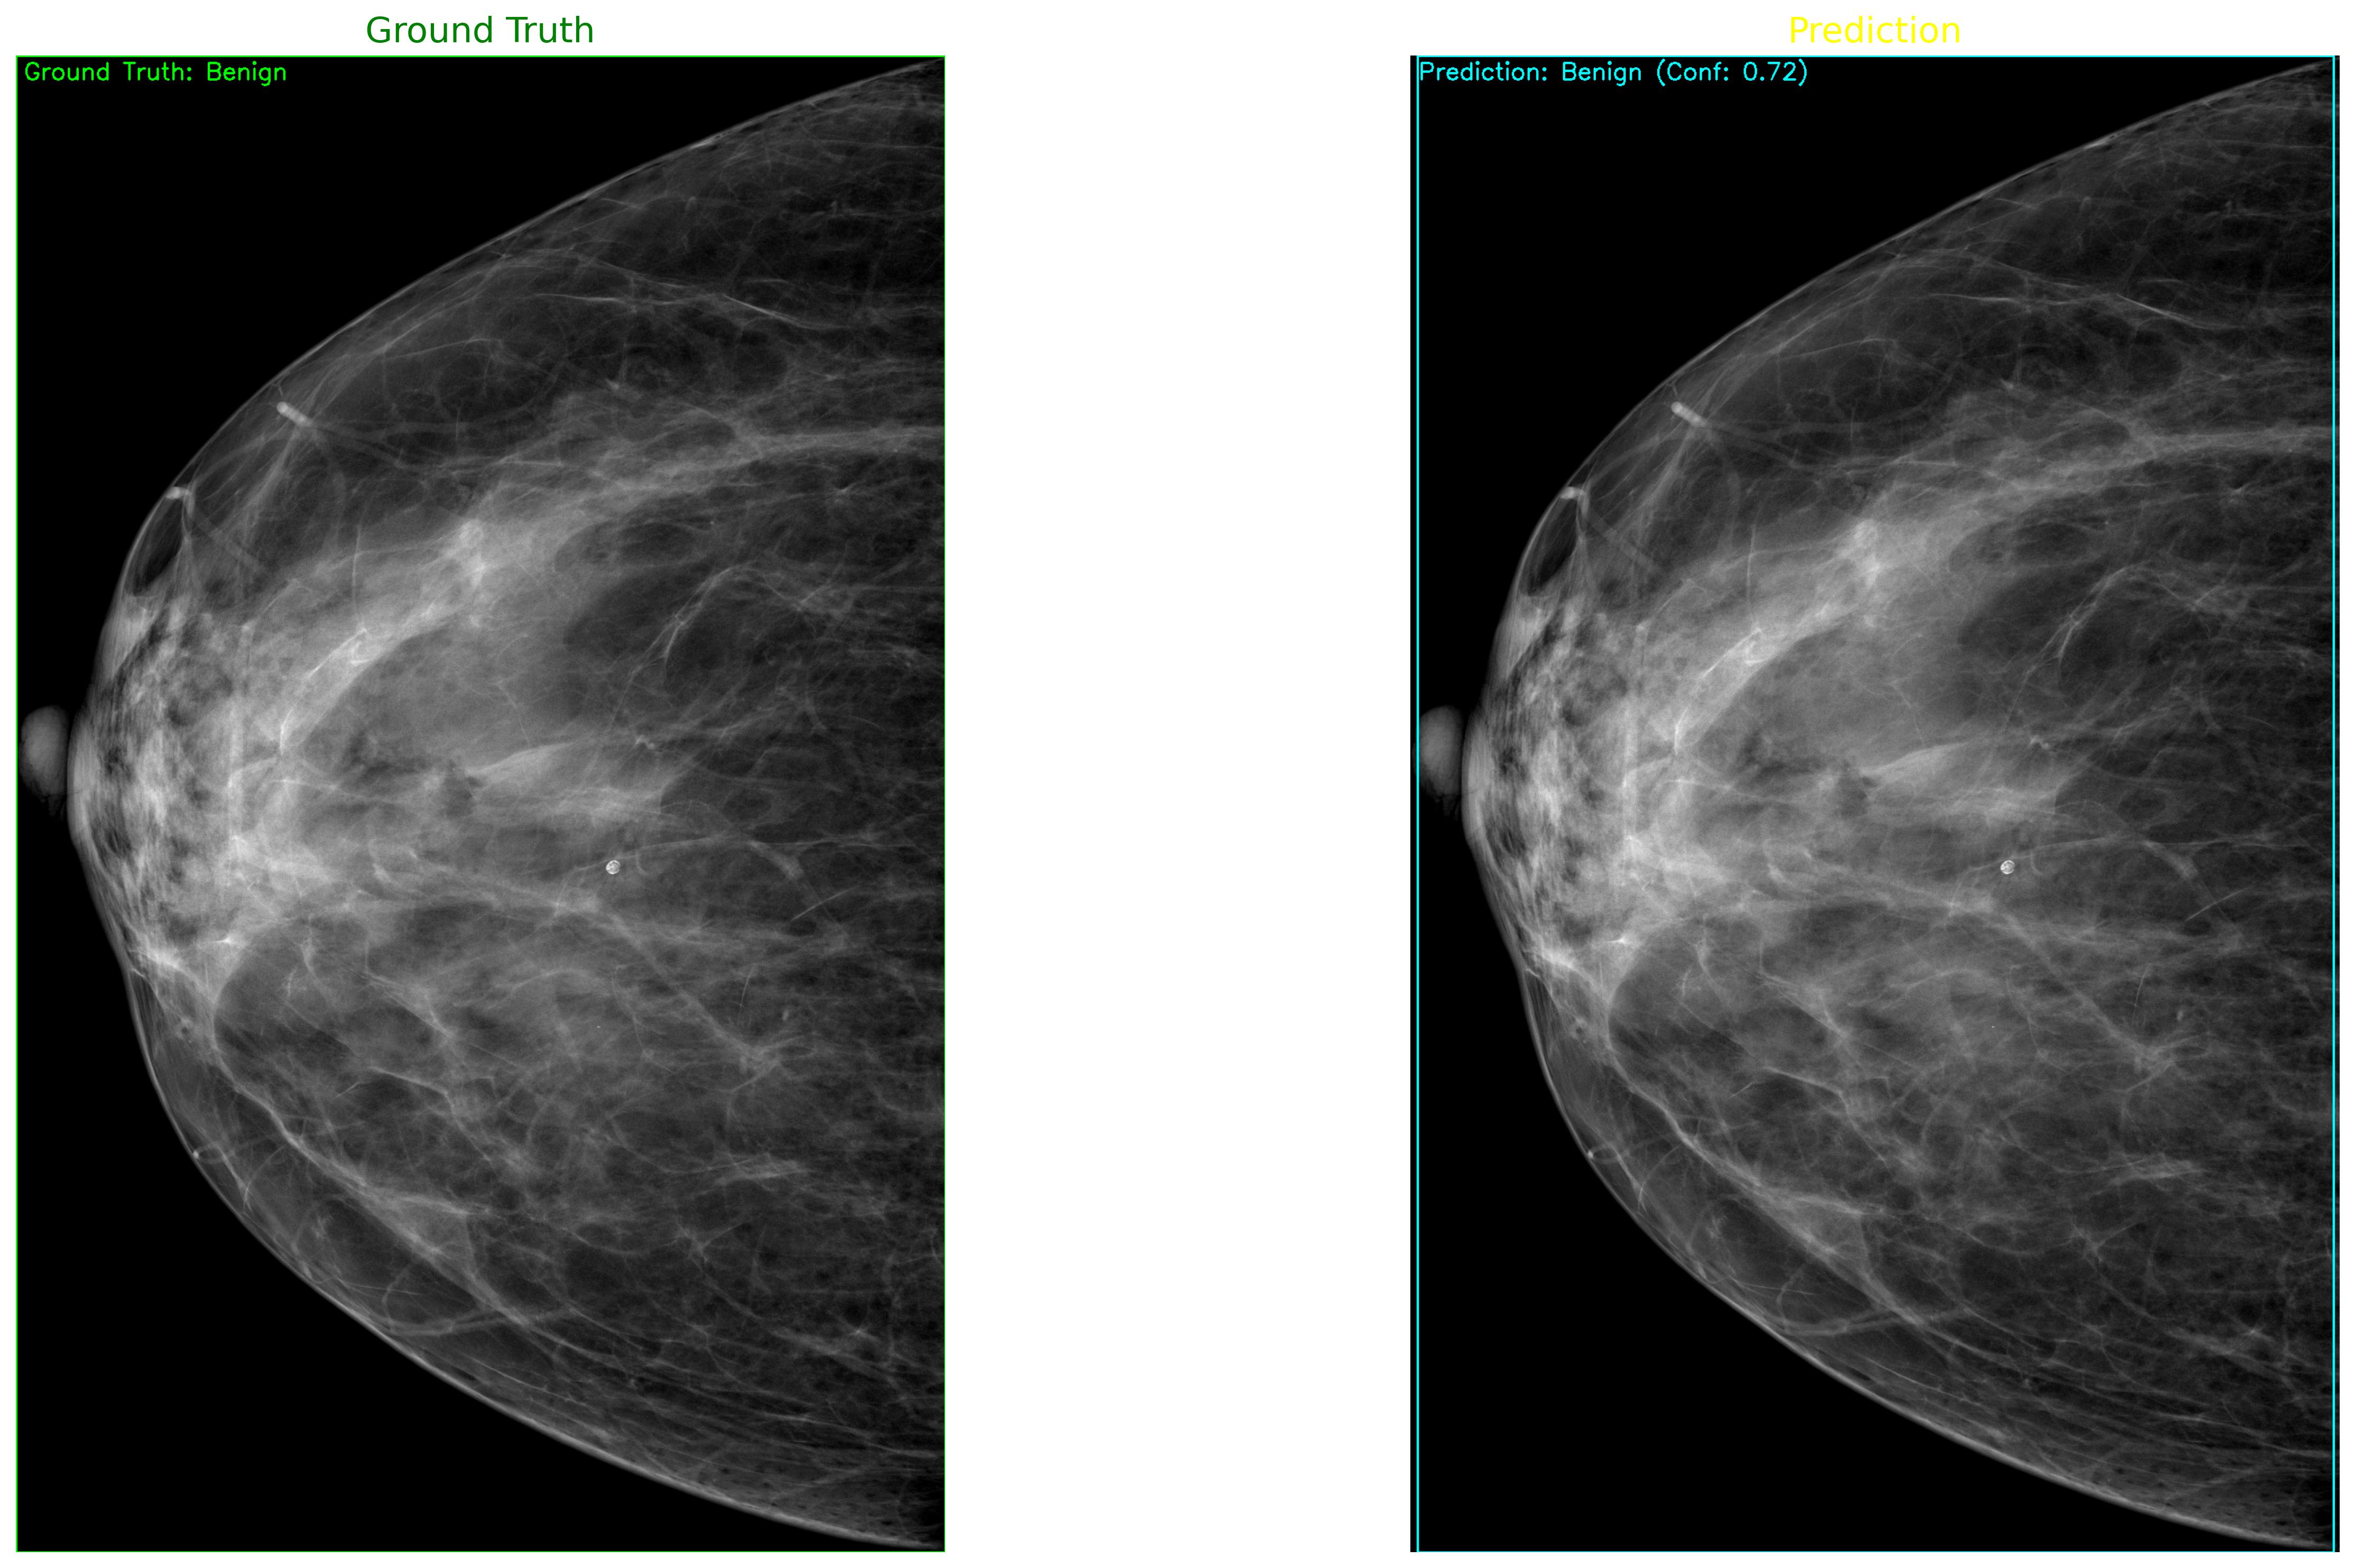 Ground Truth
Prediction
Ground Truth: Benign
Prediction: Benign (Conf: 0.72)